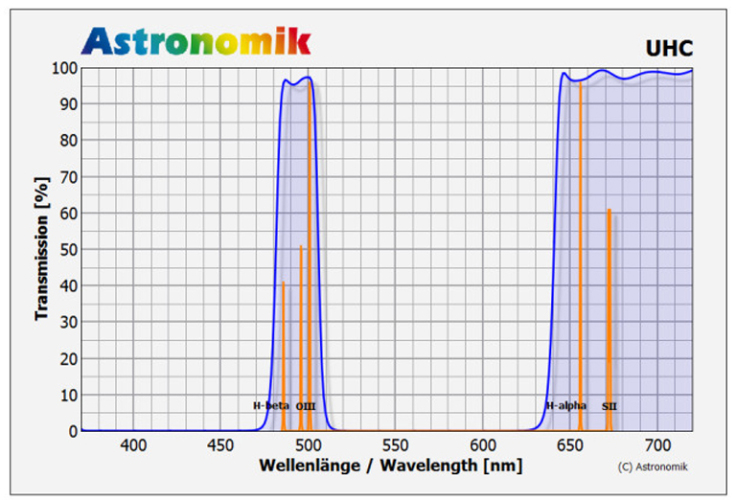 Astronomik
UHC
Transmission [%]
100
90
80
70
60
50
40
30
20
10
0
H-beta OIII H-alpha SII
400 450 500 550 600 650 700
Wellenlänge / Wavelength [nm]
(C) Astronomik